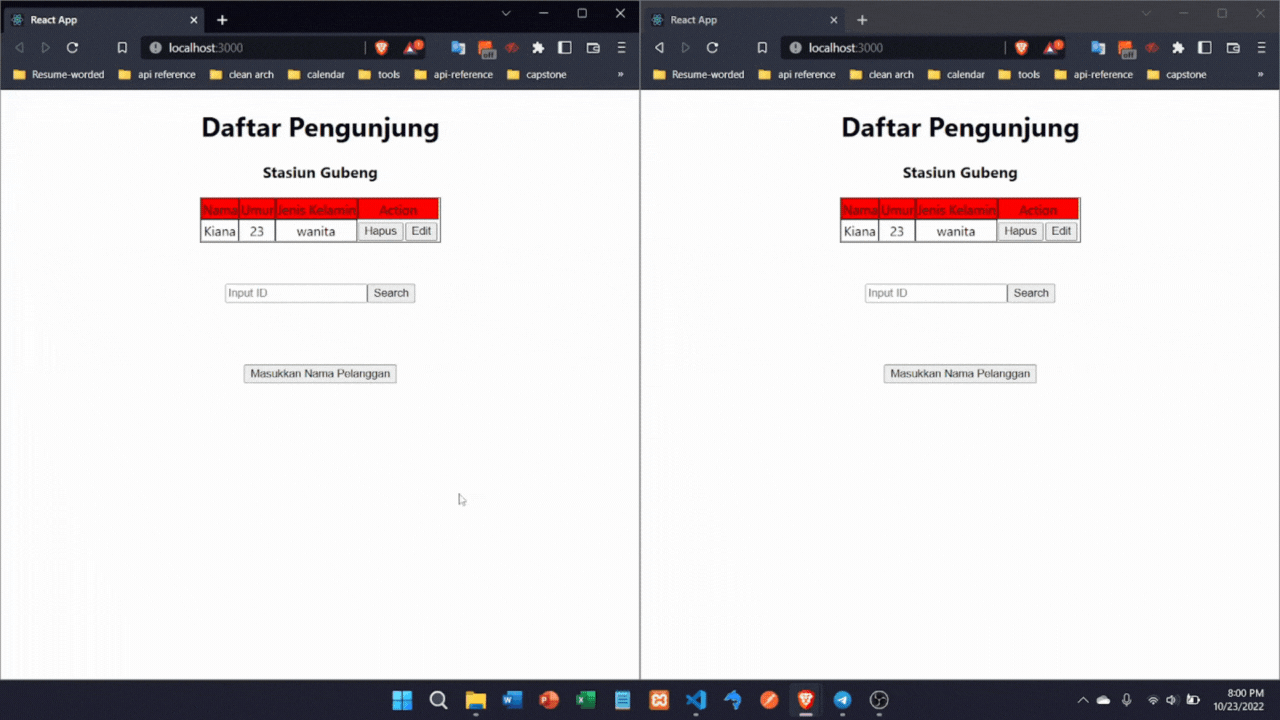 React App
localhost:3000
off
Resume-worded api reference clean arch calendar tools api-reference capstone »
Daftar Pengunjung
Stasiun Gubeng
Nama Umur Jenis Kelamin Action
Kiana 23 wanita Hapus Edit
Input ID Search
Masukkan Nama Pelanggan
React App
localhost:3000
off
Resume-worded api reference clean arch calendar tools api-reference capstone »
Daftar Pengunjung
Stasiun Gubeng
Nama Umur Jenis Kelamin Action
Kiana 23 wanita Hapus Edit
Input ID Search
Masukkan Nama Pelanggan
8:00 PM
10/23/2022